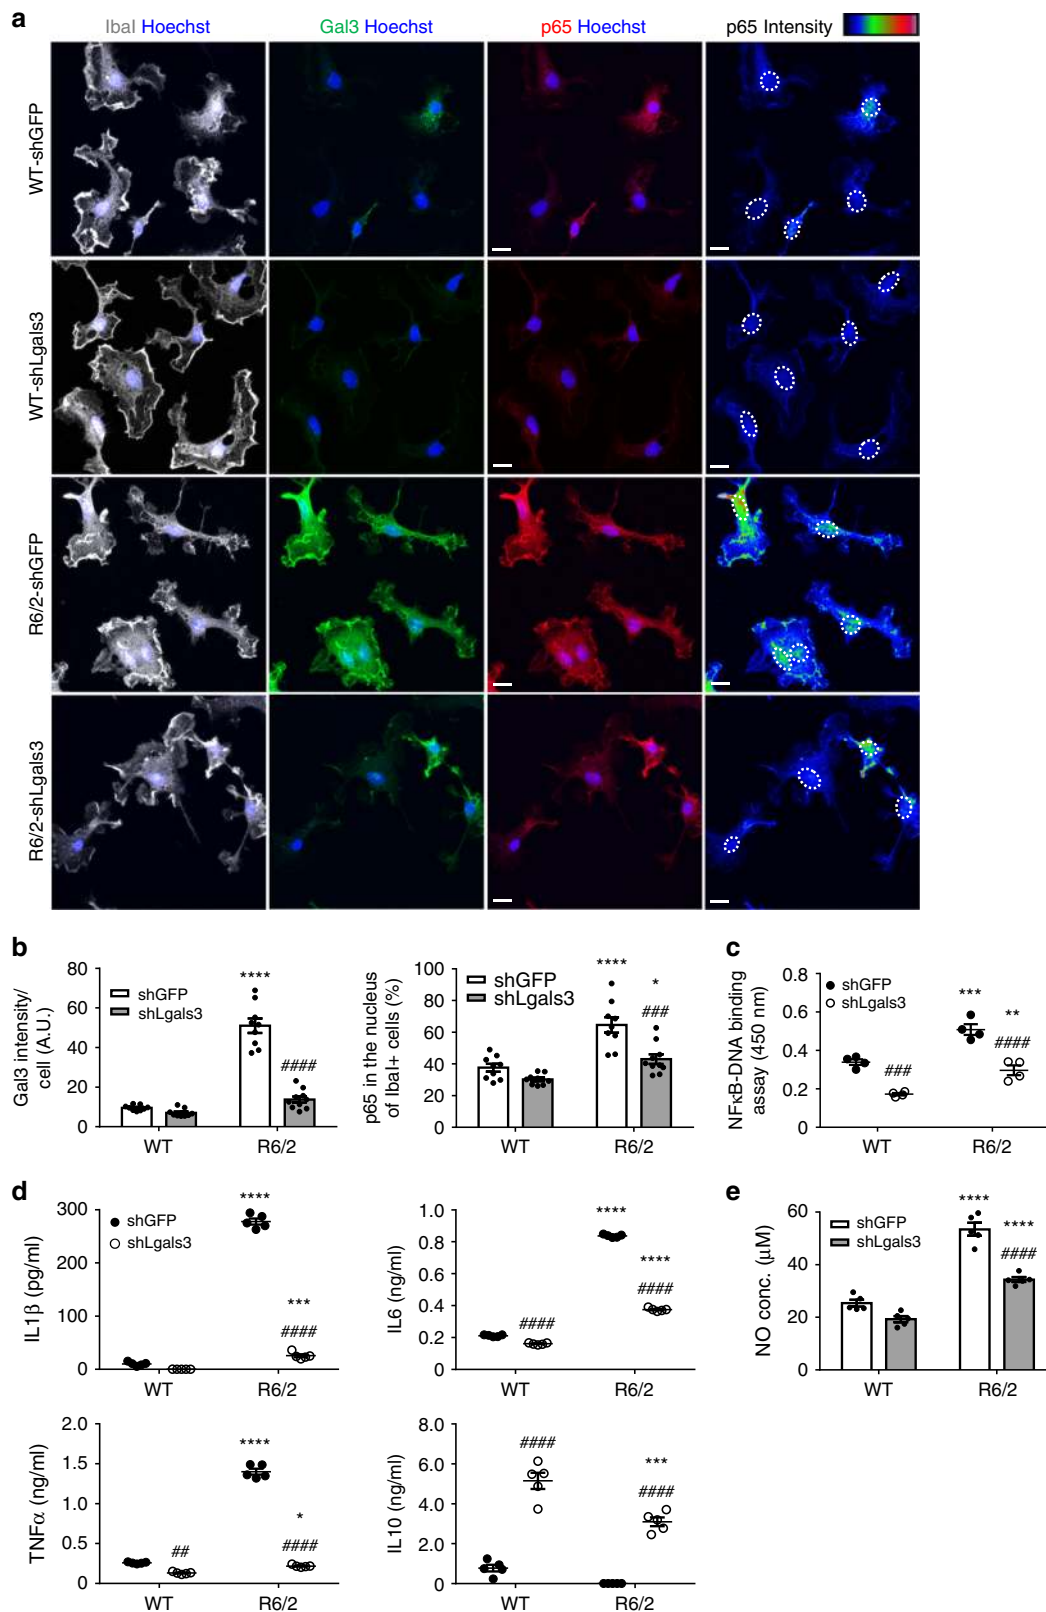 a
IbaI Hoechst
Gal3 Hoechst
p65 Hoechst
p65 Intensity
WT-shGFP
WT-shLgals3
R6/2-shGFP
R6/2-shLgals3
b
Gal3 intensity/
cell (A.U.)
80
60
40
20
0
shGFP
shLgals3
****
####
WT
R6/2
p65 in the nucleus
of IbaI+ cells (%)
100
80
60
40
20
0
shGFP
shLgals3
****
*
###
WT
R6/2
c
NFκB-DNA binding
assay (450 nm)
0.8
0.6
0.4
0.2
0
shGFP
shLgals3
###
***
**
####
WT
R6/2
d
IL1β (pg/ml)
300
200
100
0
shGFP
shLgals3
****
***
####
WT
R6/2
IL6 (ng/ml)
1.0
0.8
0.6
0.4
0.2
0
####
****
****
####
WT
R6/2
e
NO conc. (μM)
60
40
20
0
shGFP
shLgals3
****
****
####
WT
R6/2
TNFα (ng/ml)
2.0
1.5
1.0
0.5
0.0
##
****
*
####
WT
R6/2
IL10 (ng/ml)
8.0
6.0
4.0
2.0
0.0
####
***
####
WT
R6/2